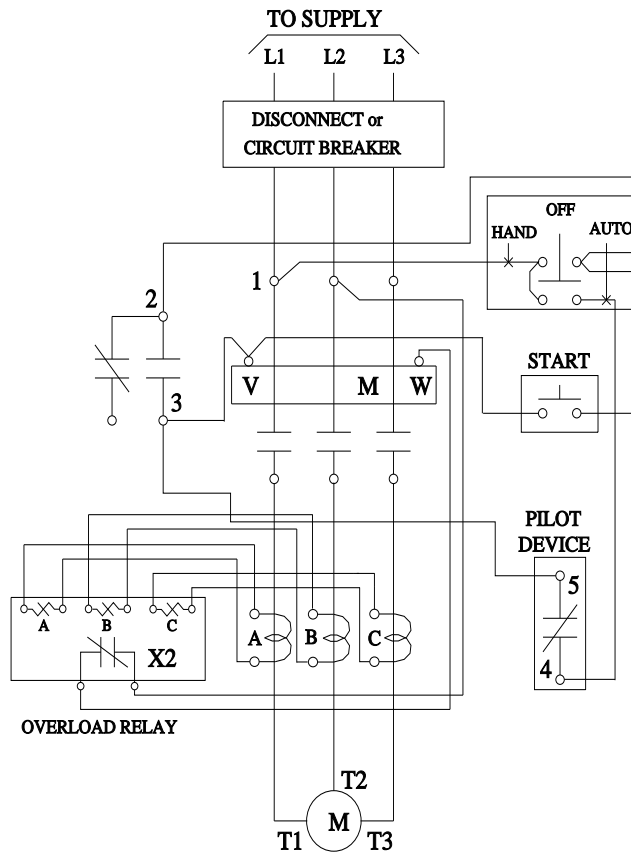 TO SUPPLY
L1 L2 L3
DISCONNECT or
CIRCUIT BREAKER
OFF
HAND AUTO
1
2
START
V M W
3
PILOT
DEVICE
5
A B C
A B C
X2
4
OVERLOAD RELAY
T2
M
T1 T3